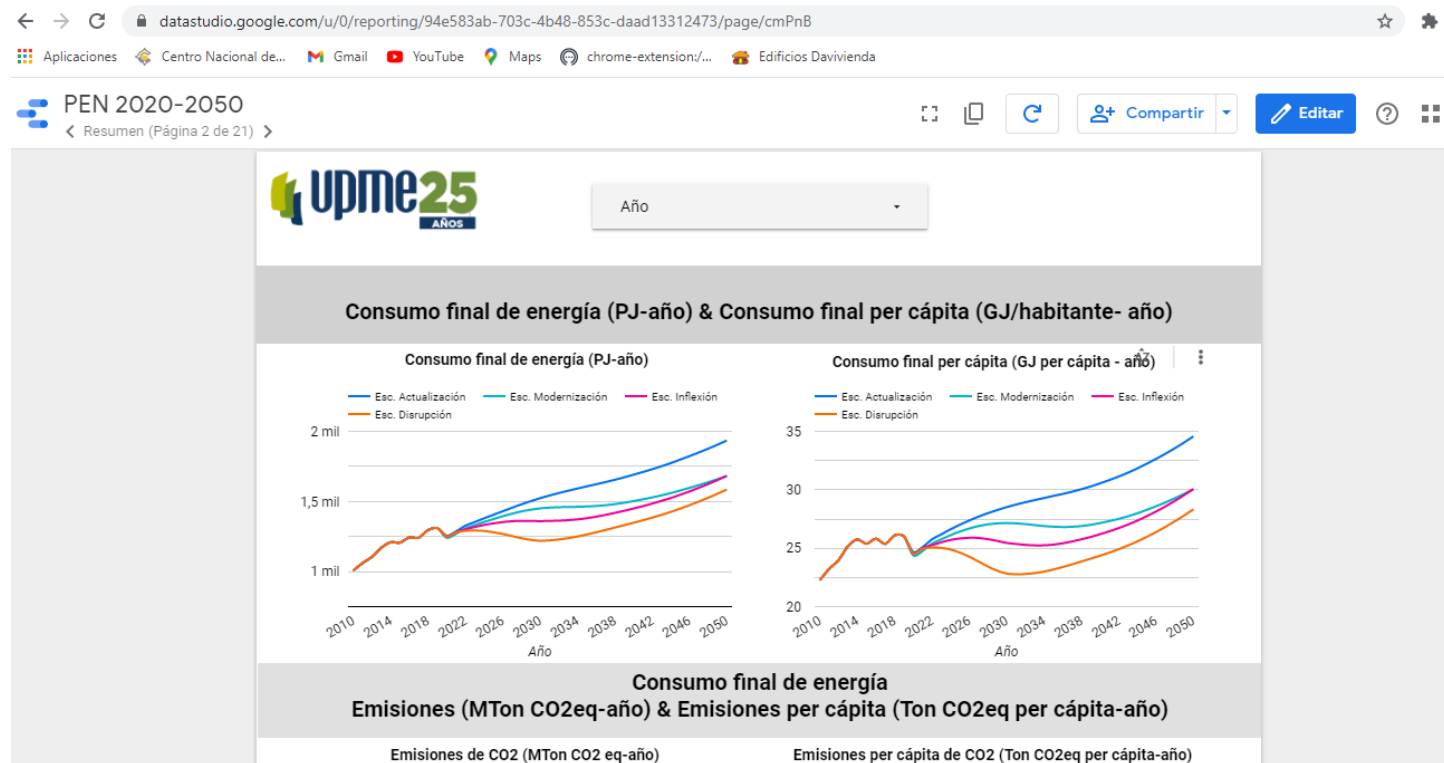 datastudio.google.com/u/0/reporting/94e583ab-703c-4b48-853c-daad13312473/page/cmPnB
Aplicaciones Centro Nacional de... Gmail YouTube Maps chrome-extension:/... Edificios Davivienda
PEN 2020-2050
Resumen (Página 2 de 21)
Compartir
Editar
upme25
AÑOS
Año
Consumo final de energía (PJ-año) & Consumo final per cápita (GJ/habitante- año)
Consumo final de energía (PJ-año)
Esc. Actualización Esc. Modernización Esc. Inflexión
Esc. Disrupción
2 mil
1,5 mil
1 mil
2010 2014 2018 2022 2026 2030 2034 2038 2042 2046 2050
Año
Consumo final per cápita (GJ per cápita - año)
Esc. Actualización Esc. Modernización Esc. Inflexión
Esc. Disrupción
35
30
25
20
2010 2014 2018 2022 2026 2030 2034 2038 2042 2046 2050
Año
Consumo final de energía
Emisiones (MTon CO2eq-año) & Emisiones per cápita (Ton CO2eq per cápita-año)
Emisiones de CO2 (MTon CO2 eq-año)
Emisiones per cápita de CO2 (Ton CO2eq per cápita-año)